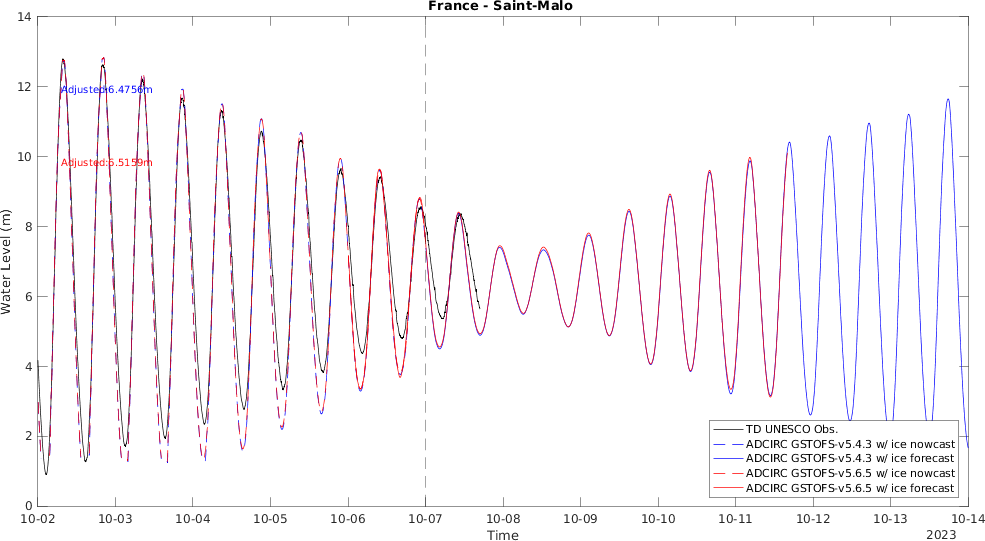 France - Saint-Malo
Water Level (m)
14
12
10
8
6
4
2
0
Adjusted:6.4756m
Adjusted:6.5159m
TD UNESCO Obs.
ADCIRC GSTOFS-v5.4.3 w/ ice nowcast
ADCIRC GSTOFS-v5.4.3 w/ ice forecast
ADCIRC GSTOFS-v5.6.5 w/ ice nowcast
ADCIRC GSTOFS-v5.6.5 w/ ice forecast
10-02 10-03 10-04 10-05 10-06 10-07 10-08 10-09 10-10 10-11 10-12 10-13 10-14
Time
2023